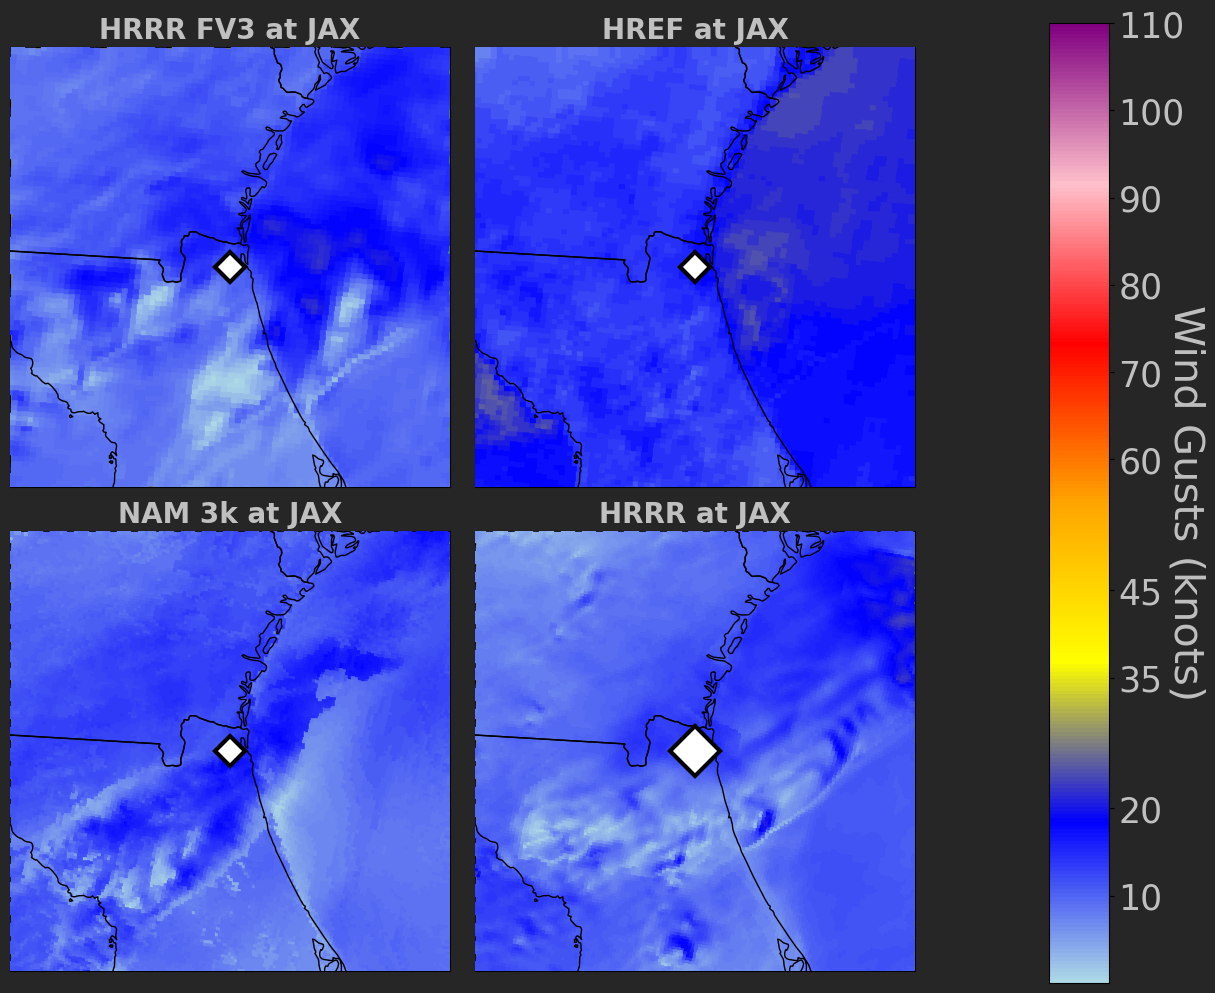 HRRR FV3 at JAX
HREF at JAX
NAM 3k at JAX
HRRR at JAX
110
100
90
80
70
60
45
35
20
10
Wind Gusts (knots)